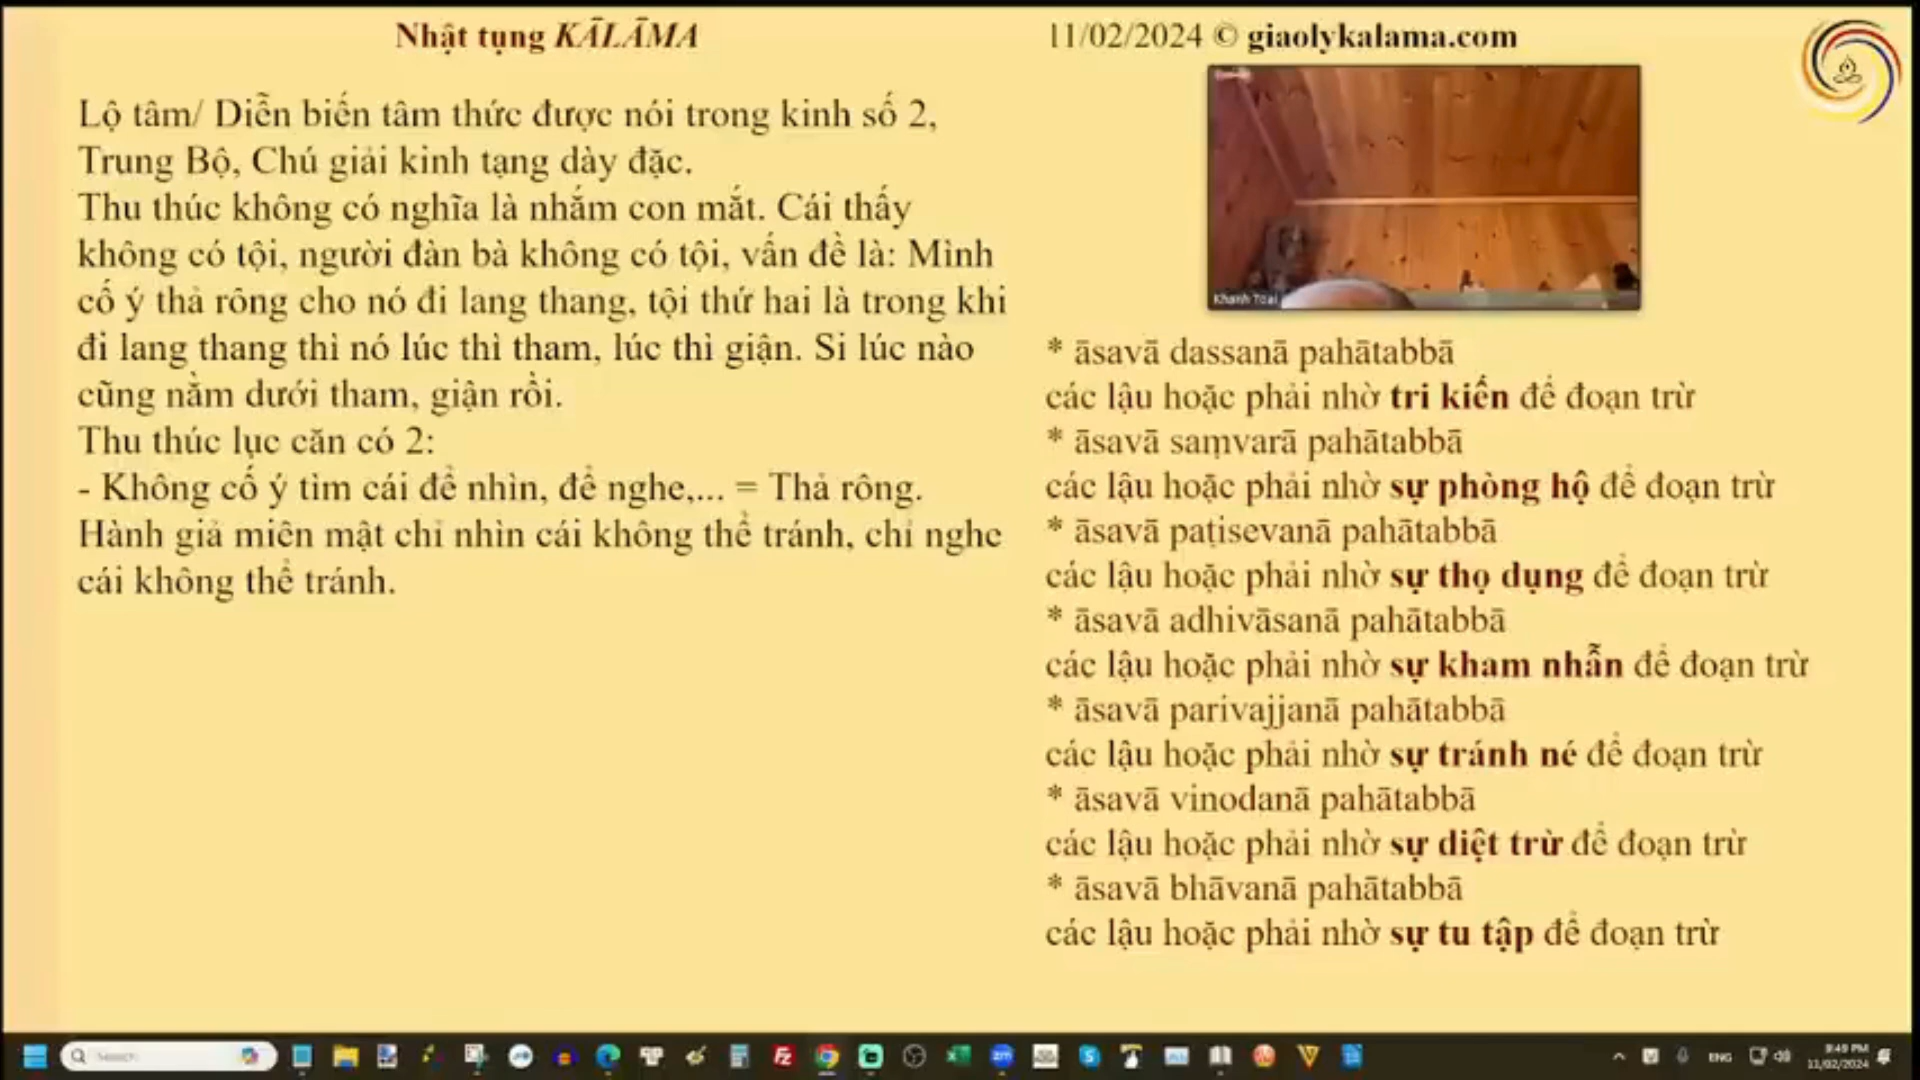 Nhật tụng KĀLĀMA
11/02/2024 © giaolykalama.com
Lộ tâm/ Diễn biến tâm thức được nói trong kinh số 2,
Trung Bộ, Chú giải kinh tạng dày đặc.
Thu thúc không có nghĩa là nhắm con mắt. Cái thấy
không có tội, người đàn bà không có tội, vấn đề là: Mình
cố ý thả rông cho nó đi lang thang, tội thứ hai là trong khi
đi lang thang thì nó lúc thì tham, lúc thì giận. Si lúc nào
cũng nằm dưới tham, giận rồi.
Thu thúc lục căn có 2:
- Không cố ý tìm cái để nhìn, để nghe,... = Thả rông.
Hành giả miên mật chỉ nhìn cái không thể tránh, chỉ nghe
cái không thể tránh.
Khanh Toai
* āsavā dassanā pahātabbā
các lậu hoặc phải nhờ tri kiến để đoạn trừ
* āsavā saṃvarā pahātabbā
các lậu hoặc phải nhờ sự phòng hộ để đoạn trừ
* āsavā paṭisevanā pahātabbā
các lậu hoặc phải nhờ sự thọ dụng để đoạn trừ
* āsavā adhivāsanā pahātabbā
các lậu hoặc phải nhờ sự kham nhẫn để đoạn trừ
* āsavā parivajjanā pahātabbā
các lậu hoặc phải nhờ sự tránh né để đoạn trừ
* āsavā vinodanā pahātabbā
các lậu hoặc phải nhờ sự diệt trừ để đoạn trừ
* āsavā bhāvanā pahātabbā
các lậu hoặc phải nhờ sự tu tập để đoạn trừ
Search
ENG
9:49 PM
11/02/2024